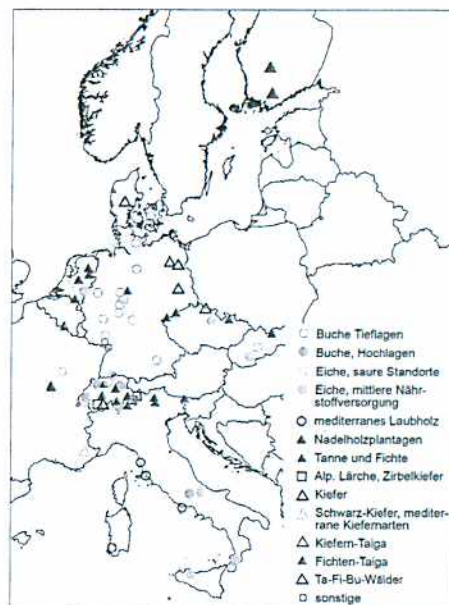 Buche Tieflagen
Buche, Hochlagen
Eiche, saure Standorte
Eiche, mittlere Nähr-
stoffversorgung
mediterranes Laubholz
Nadelholzplantagen
Tanne und Fichte
Alp. Lärche, Zirbelkiefer
Kiefer
Schwarz-Kiefer, mediter-
rane Kiefernarten
Kiefern-Taiga
Fichten-Taiga
Ta-Fi-Bu-Wälder
sonstige